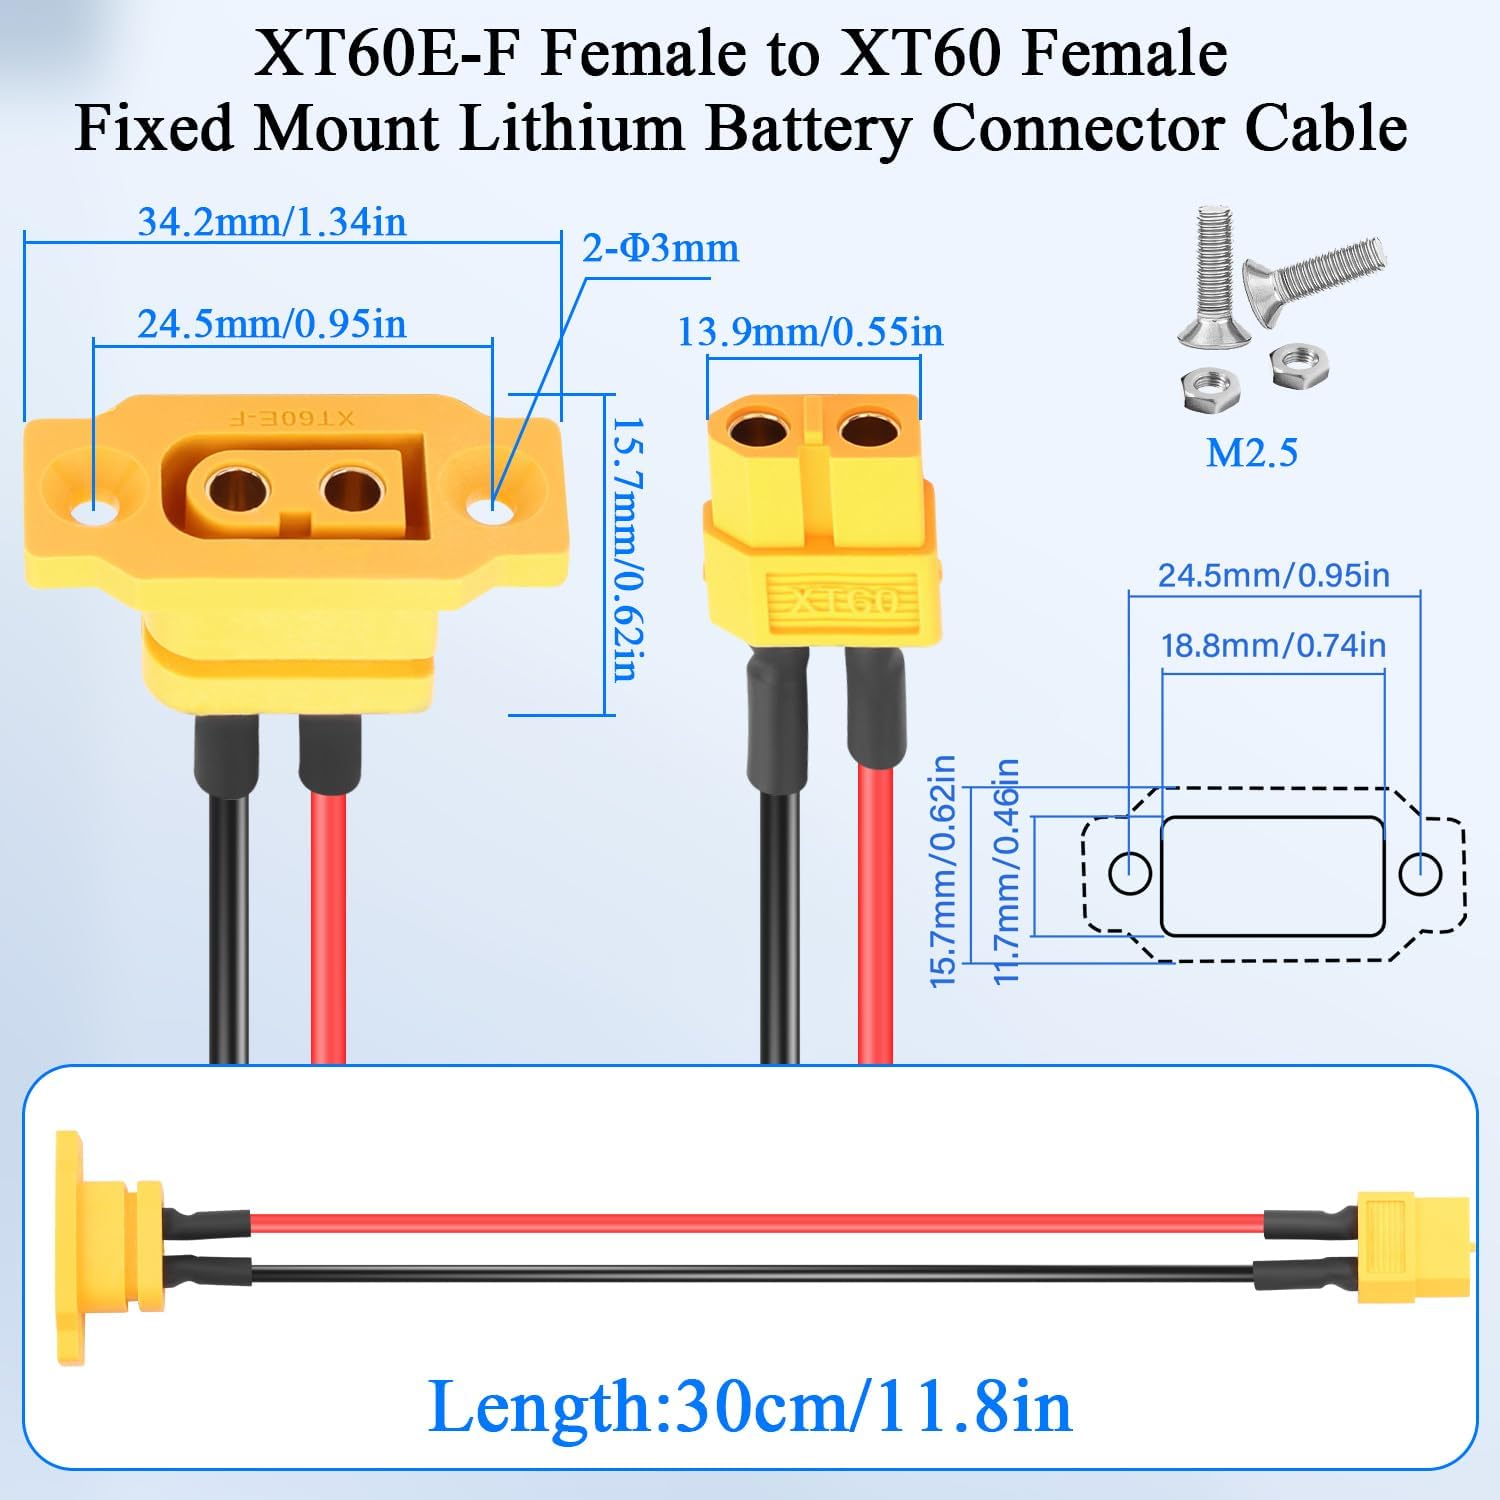 XT60E-F Female to XT60 Female
Fixed Mount Lithium Battery Connector Cable
34.2mm/1.34in
2-Φ3mm
24.5mm/0.95in
13.9mm/0.55in
XT60E-F
15.7mm/0.62in
XT60
M2.5
24.5mm/0.95in
18.8mm/0.74in
15.7mm/0.62in
11.7mm/0.46in
Length:30cm/11.8in